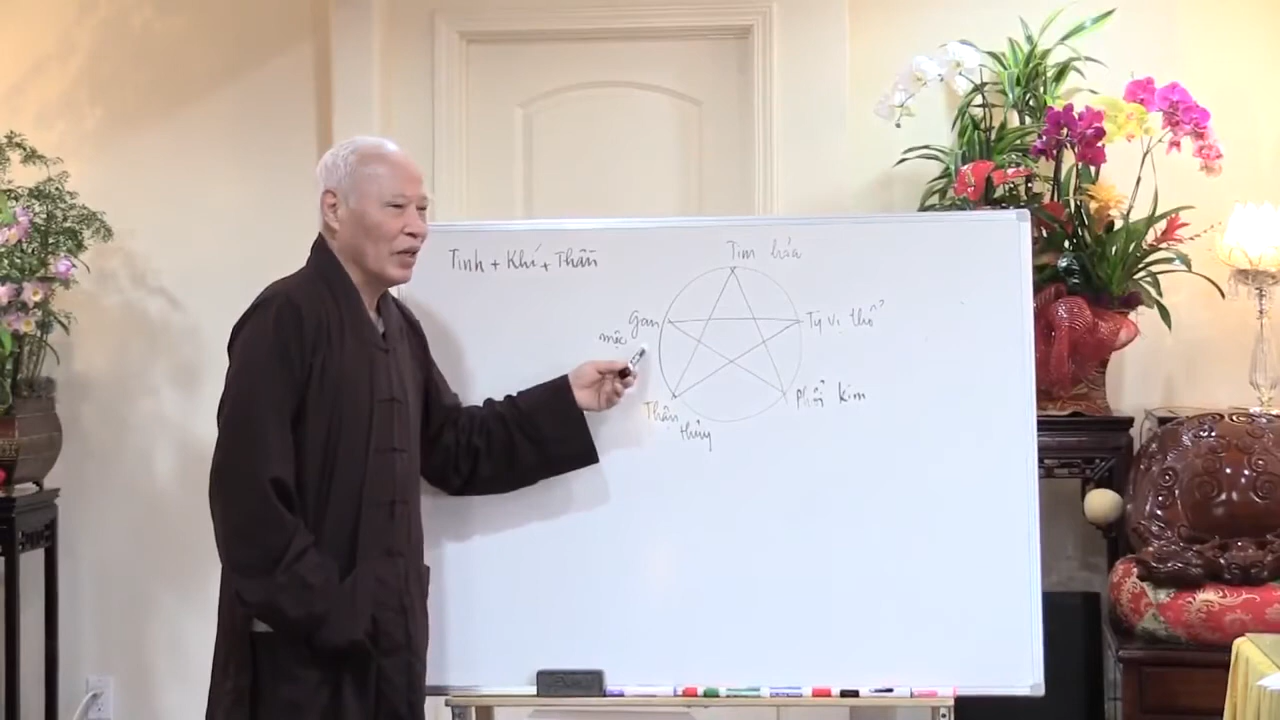 Tinh + Khí + Thần
Tim hỏa
gan
mộc
Tỳ vị thổ
Phổi kim
Thận
thủy